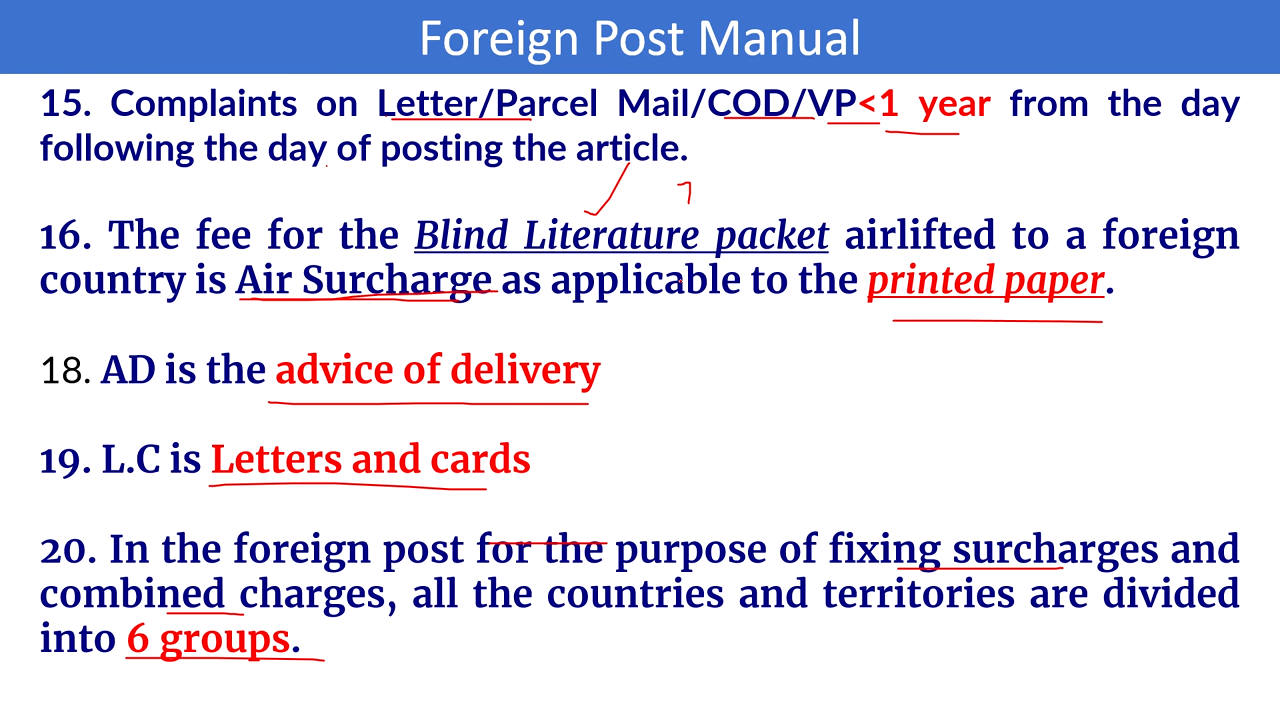 Foreign Post Manual
15. Complaints on Letter/Parcel Mail/COD/VP<1 year from the day
following the day of posting the article.
16. The fee for the Blind Literature packet airlifted to a foreign
country is Air Surcharge as applicable to the printed paper.
18. AD is the advice of delivery
19. L.C is Letters and cards
20. In the foreign post for the purpose of fixing surcharges and
combined charges, all the countries and territories are divided
into 6 groups.